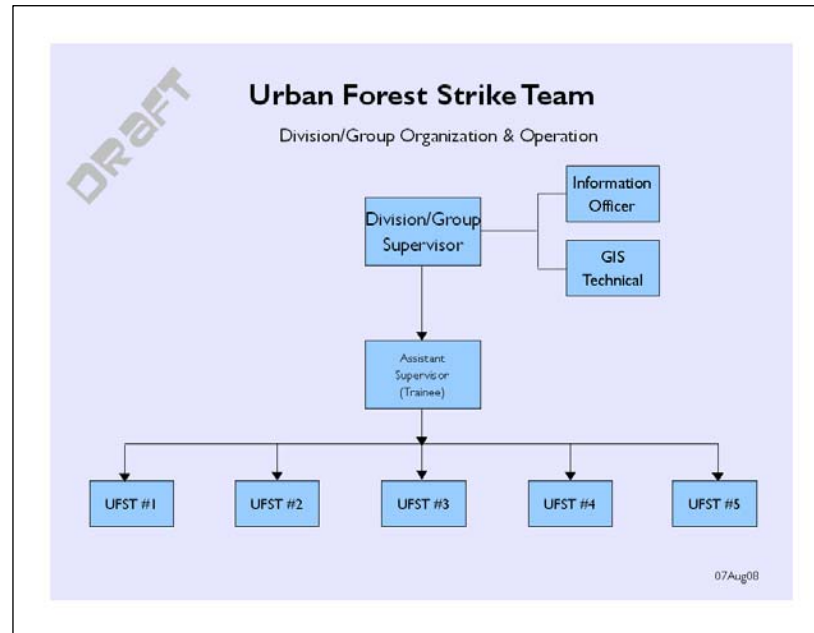 DRAFT
Urban Forest Strike Team
Division/Group Organization & Operation
Information
Officer
Division/Group
Supervisor
GIS
Technical
Assistant
Supervisor
(Trainee)
UFST #1
UFST #2
UFST #3
UFST #4
UFST #5
07Aug08